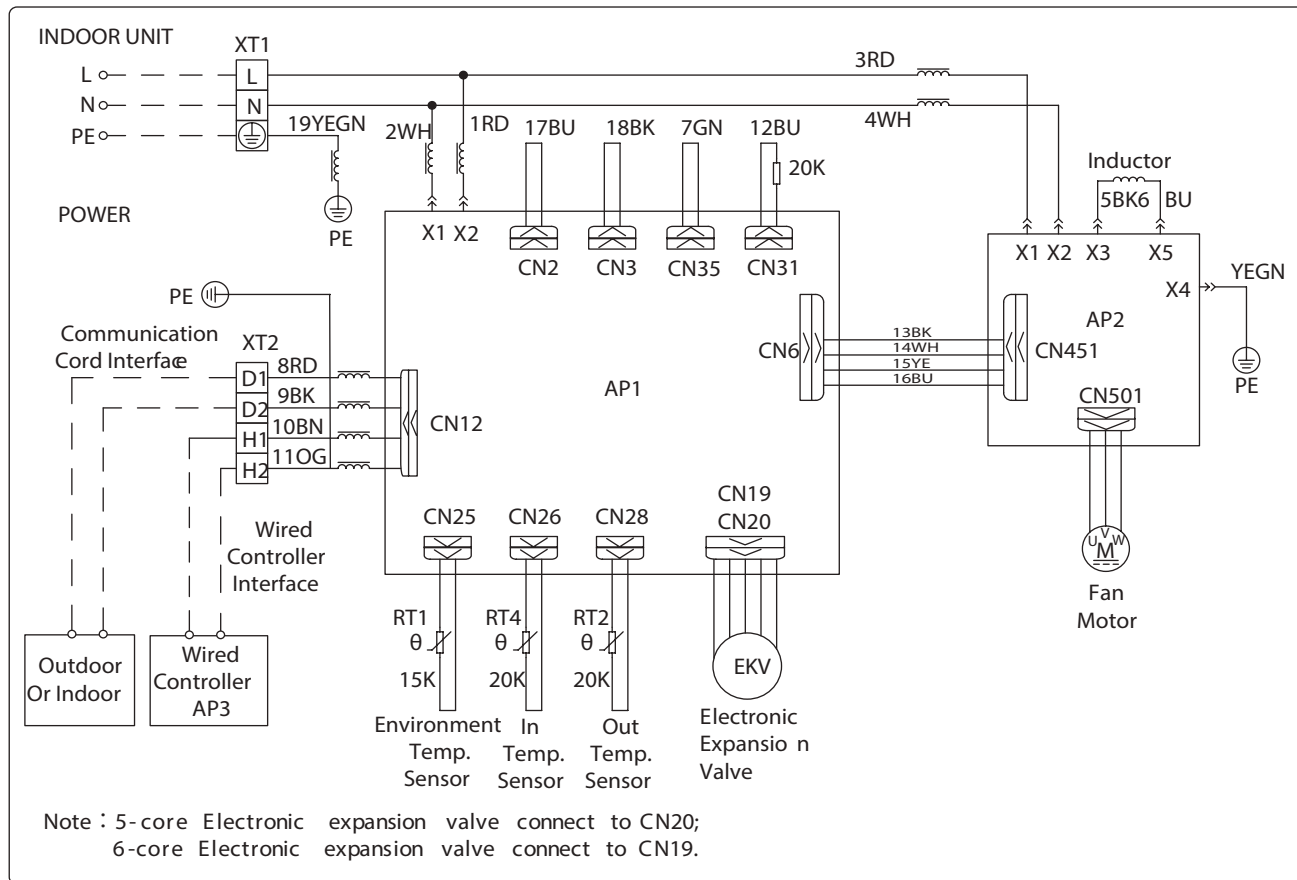 INDOOR UNIT
XT1
L
L
3RD
N
N
4WH
PE
19YEGN
2WH
1RD
17BU
18BK
7GN
12BU
20K
Inductor
5BK6
BU
POWER
PE
X1
X2
X1
X2
X3
X5
CN2
CN3
CN35
CN31
X4
YEGN
PE
AP2
Communication
Cord Interface
XT2
CN6
13BK
14WH
15YE
16BU
CN451
D1
8RD
AP1
PE
D2
9BK
CN12
CN501
H1
10BN
H2
11OG
CN25
CN26
CN28
CN19
CN20
Wired
Controller
Interface
U
V
W
M
Fan
Motor
RT1
RT4
RT2
θ
θ
θ
15K
20K
20K
EKV
Outdoor
Or Indoor
Wired
Controller
AP3
Environment
Temp.
Sensor
In
Temp.
Sensor
Out
Temp.
Sensor
Electronic
Expansio n
Valve
Note : 5-core Electronic expansion valve connect to CN20;
6-core Electronic expansion valve connect to CN19.